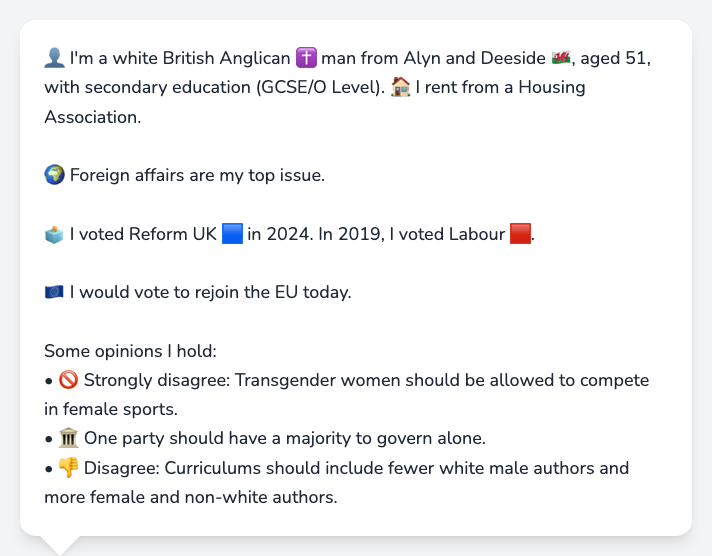 👤 I'm a white British Anglican ✝️ man from Alyn and Deeside 🏴󠁧󠁢󠁷󠁬󠁳󠁿, aged 51,
with secondary education (GCSE/O Level). 🏠 I rent from a Housing
Association.
🌍 Foreign affairs are my top issue.
🗳️ I voted Reform UK 🟦 in 2024. In 2019, I voted Labour 🟥.
🇪🇺 I would vote to rejoin the EU today.
Some opinions I hold:
• 🚫 Strongly disagree: Transgender women should be allowed to compete
in female sports.
• 🏛️ One party should have a majority to govern alone.
• 👎 Disagree: Curriculums should include fewer white male authors and
more female and non-white authors.